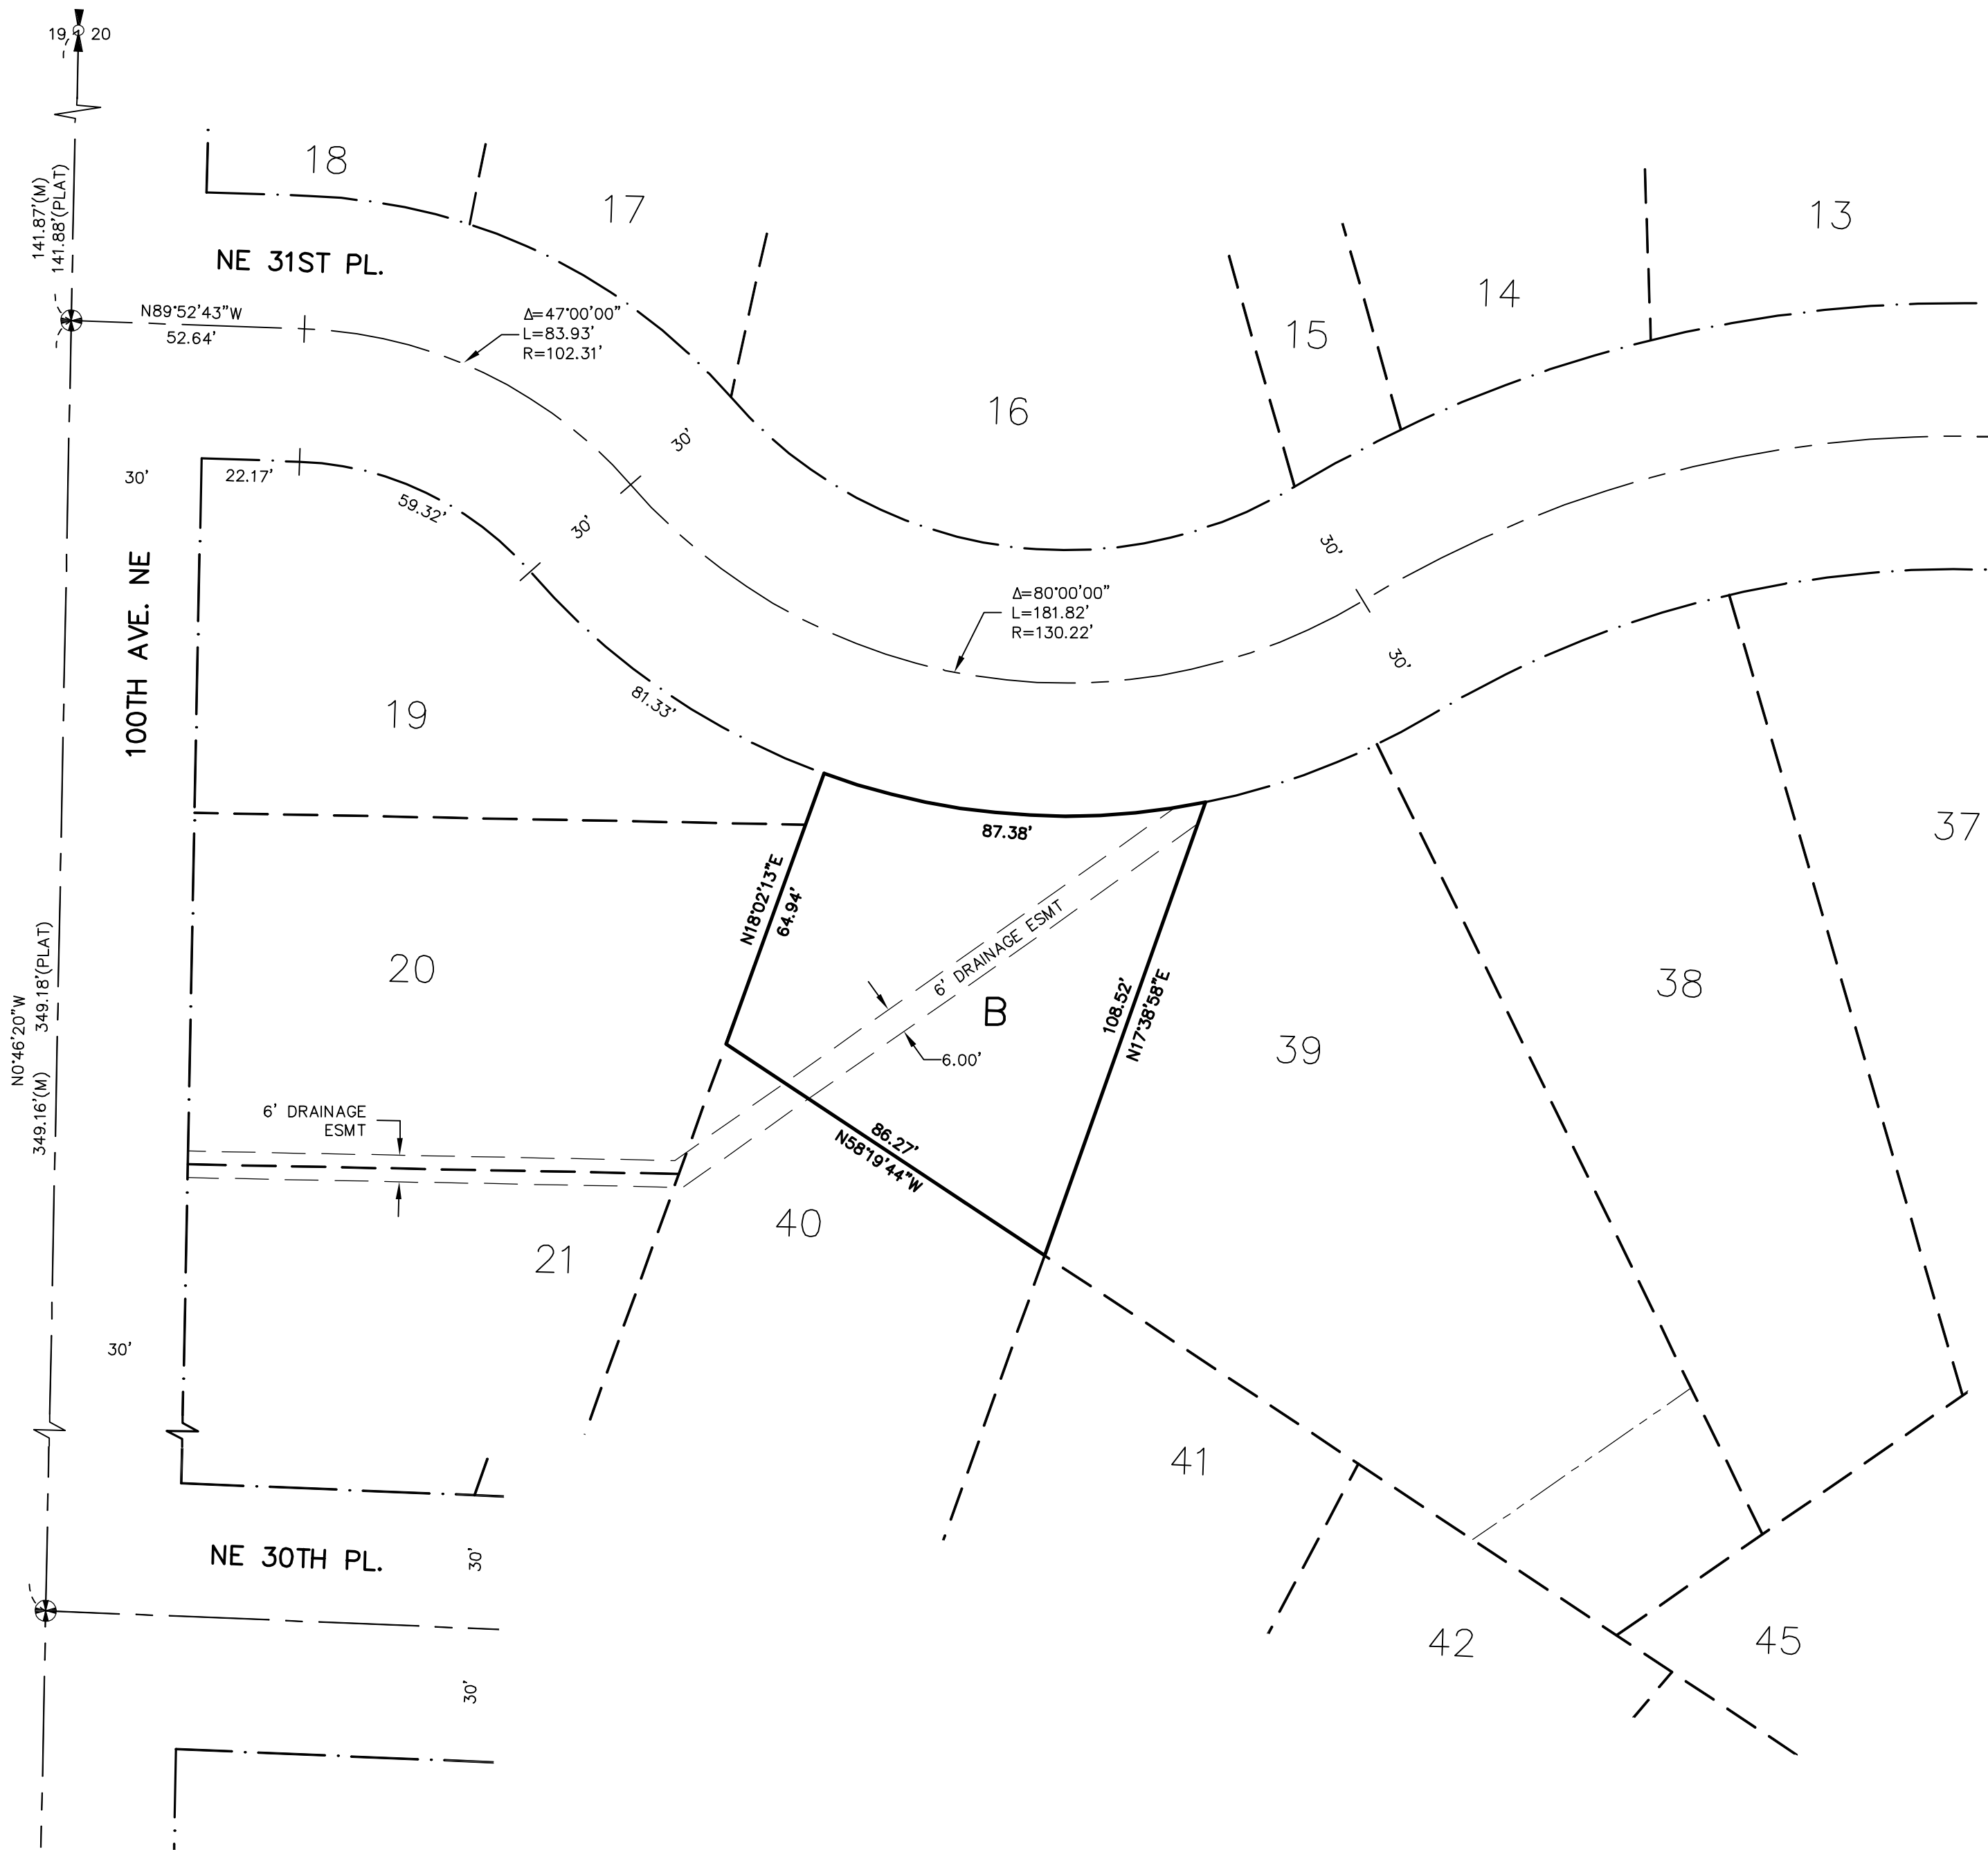 19 20
18
17
13
141.87'(M)
141.88'(PLAT)
NE 31ST PL.
14
N89°52'43"W
52.64'
Δ=47°00'00"
L=83.93'
R=102.31'
15
16
30'
30'
22.17'
59.32'
30'
30'
100TH AVE. NE
Δ=80°00'00"
L=181.82'
R=130.22'
30'
19
81.33'
37
87.38'
N18°02'13"E
64.94'
6' DRAINAGE ESMT
20
38
B
108.52'
N17°38'58"E
39
6.00'
N0°46'20"W
349.16'(M)
349.18'(PLAT)
6' DRAINAGE
ESMT
86.27'
N58°19'44"W
40
21
30'
41
NE 30TH PL.
30'
42
45
30'